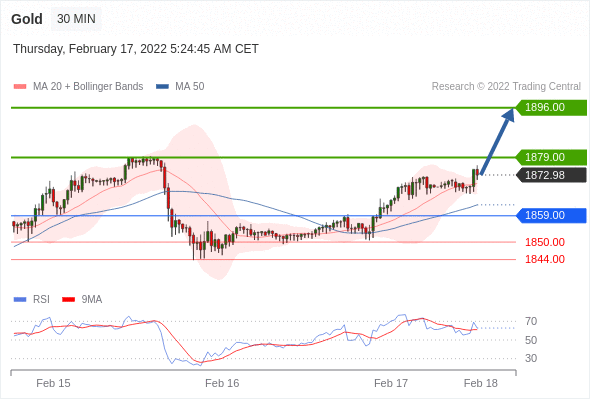 Gold 30 MIN
Thursday, February 17, 2022 5:24:45 AM CET
MA 20 + Bollinger Bands MA 50
Research © 2022 Trading Central
1896.00
1879.00
1872.98
1859.00
1850.00
1844.00
RSI 9MA
70
50
30
Feb 15 Feb 16 Feb 17 Feb 18